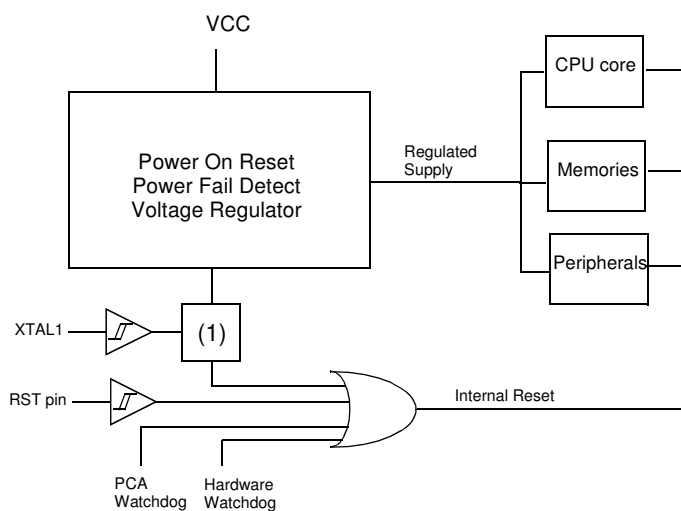 VCC
CPU core
Power On Reset
Power Fail Detect
Voltage Regulator
Regulated
Supply
Memories
Peripherals
XTAL1
(1)
RST pin
Internal Reset
PCA
Watchdog
Hardware
Watchdog